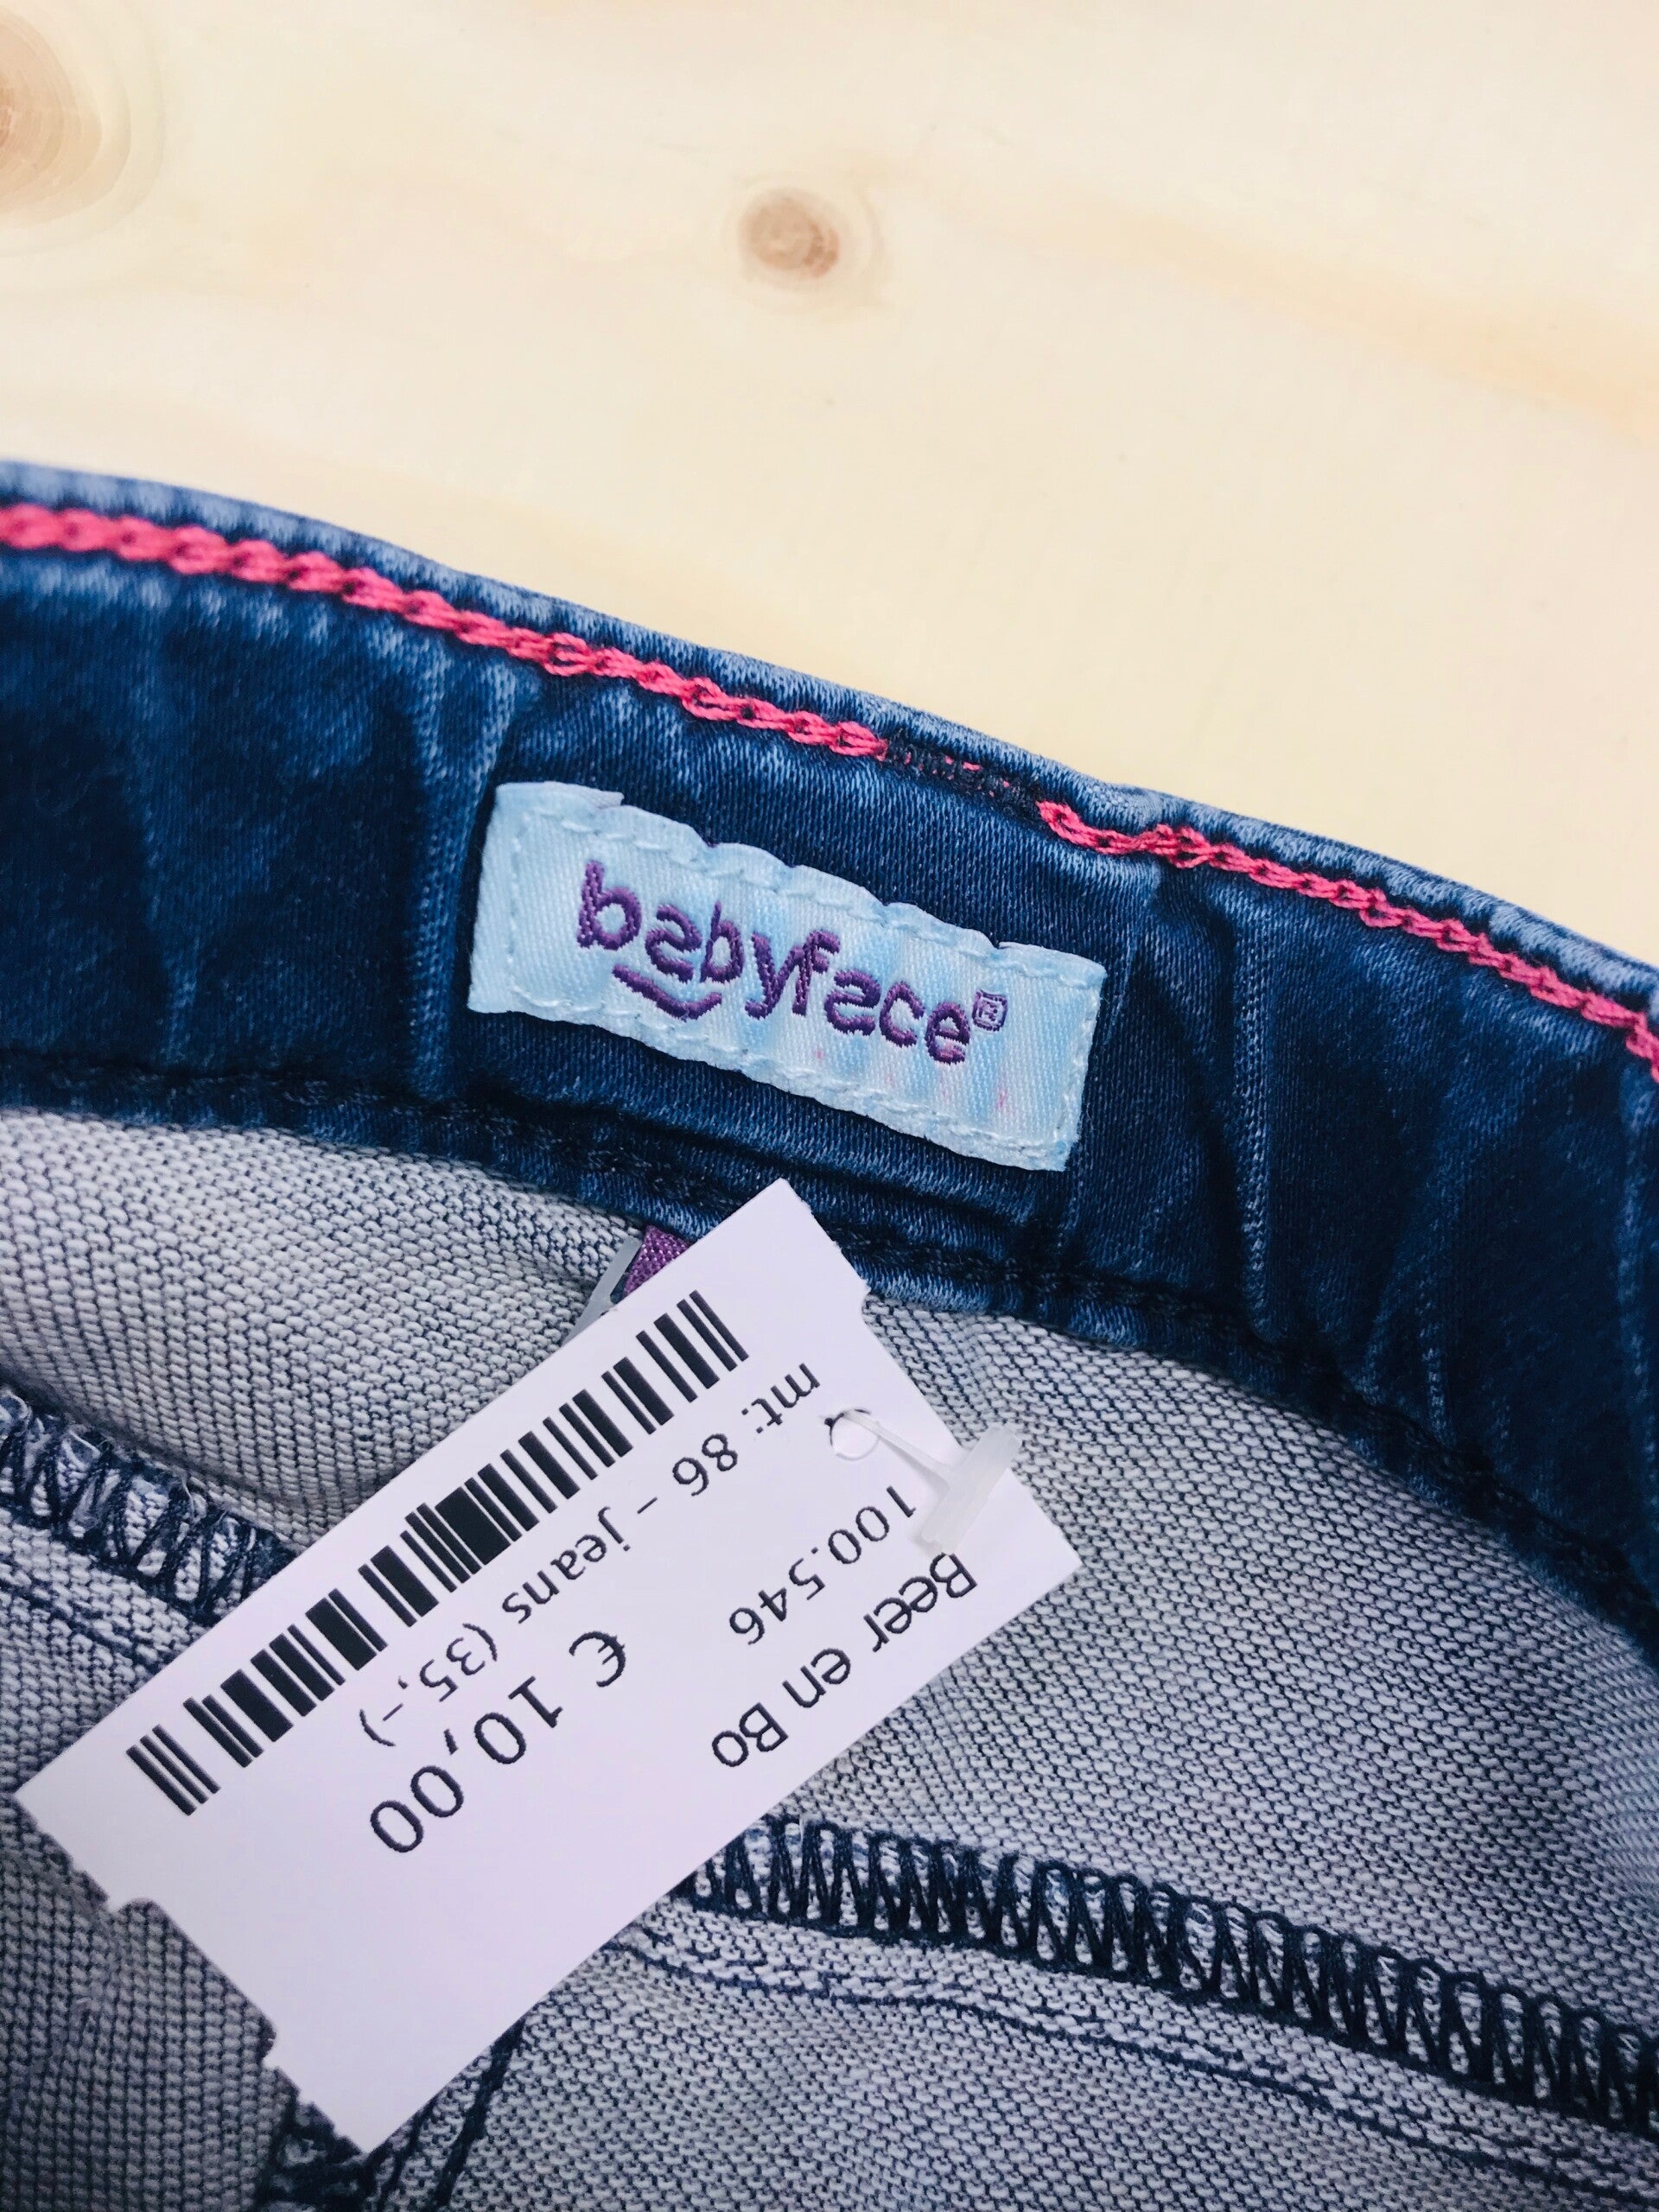 babyface®
Beer en Bo
100.546
€ 10,00
mt: 86 – jeans (35,–)